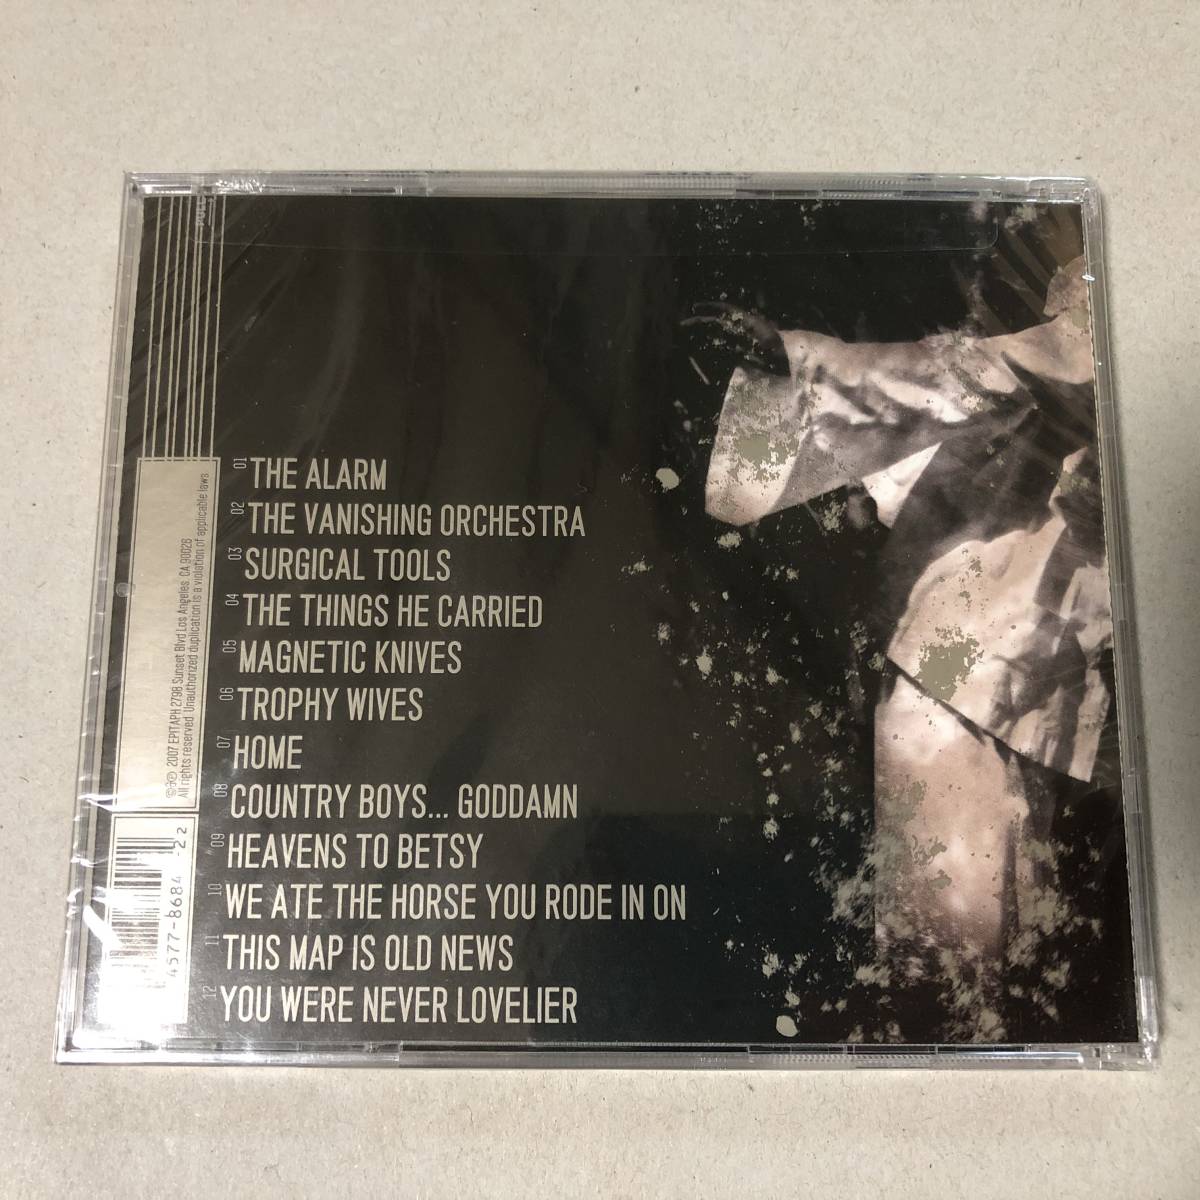 01 THE ALARM
02 THE VANISHING ORCHESTRA
03 SURGICAL TOOLS
04 THE THINGS HE CARRIED
05 MAGNETIC KNIVES
06 TROPHY WIVES
07 HOME
08 COUNTRY BOYS... GODDAMN
09 HEAVENS TO BETSY
10 WE ATE THE HORSE YOU RODE IN ON
11 THIS MAP IS OLD NEWS
12 YOU WERE NEVER LOVELIER
©℗ 2007 EPITAPH 2798 Sunset Blvd Los Angeles, CA 90026
All rights reserved. Unauthorized duplication is a violation of applicable laws.
4577-8684-22
PULL